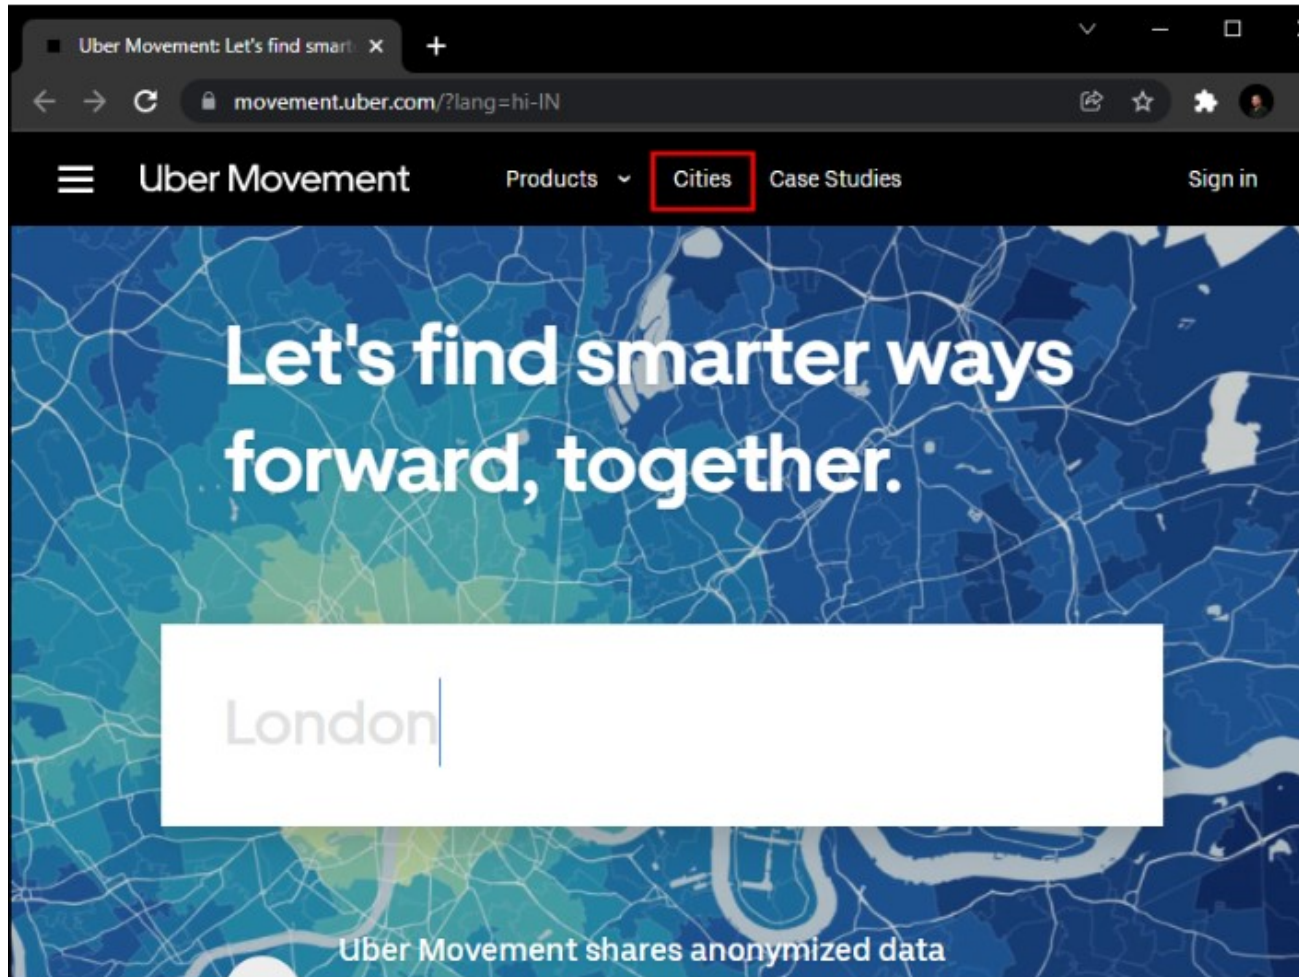 Uber Movement: Let's find smart
movement.uber.com/?lang=hi-IN
Uber Movement Products Cities Case Studies Sign in
Let's find smarter ways
forward, together.
London
Uber Movement shares anonymized data